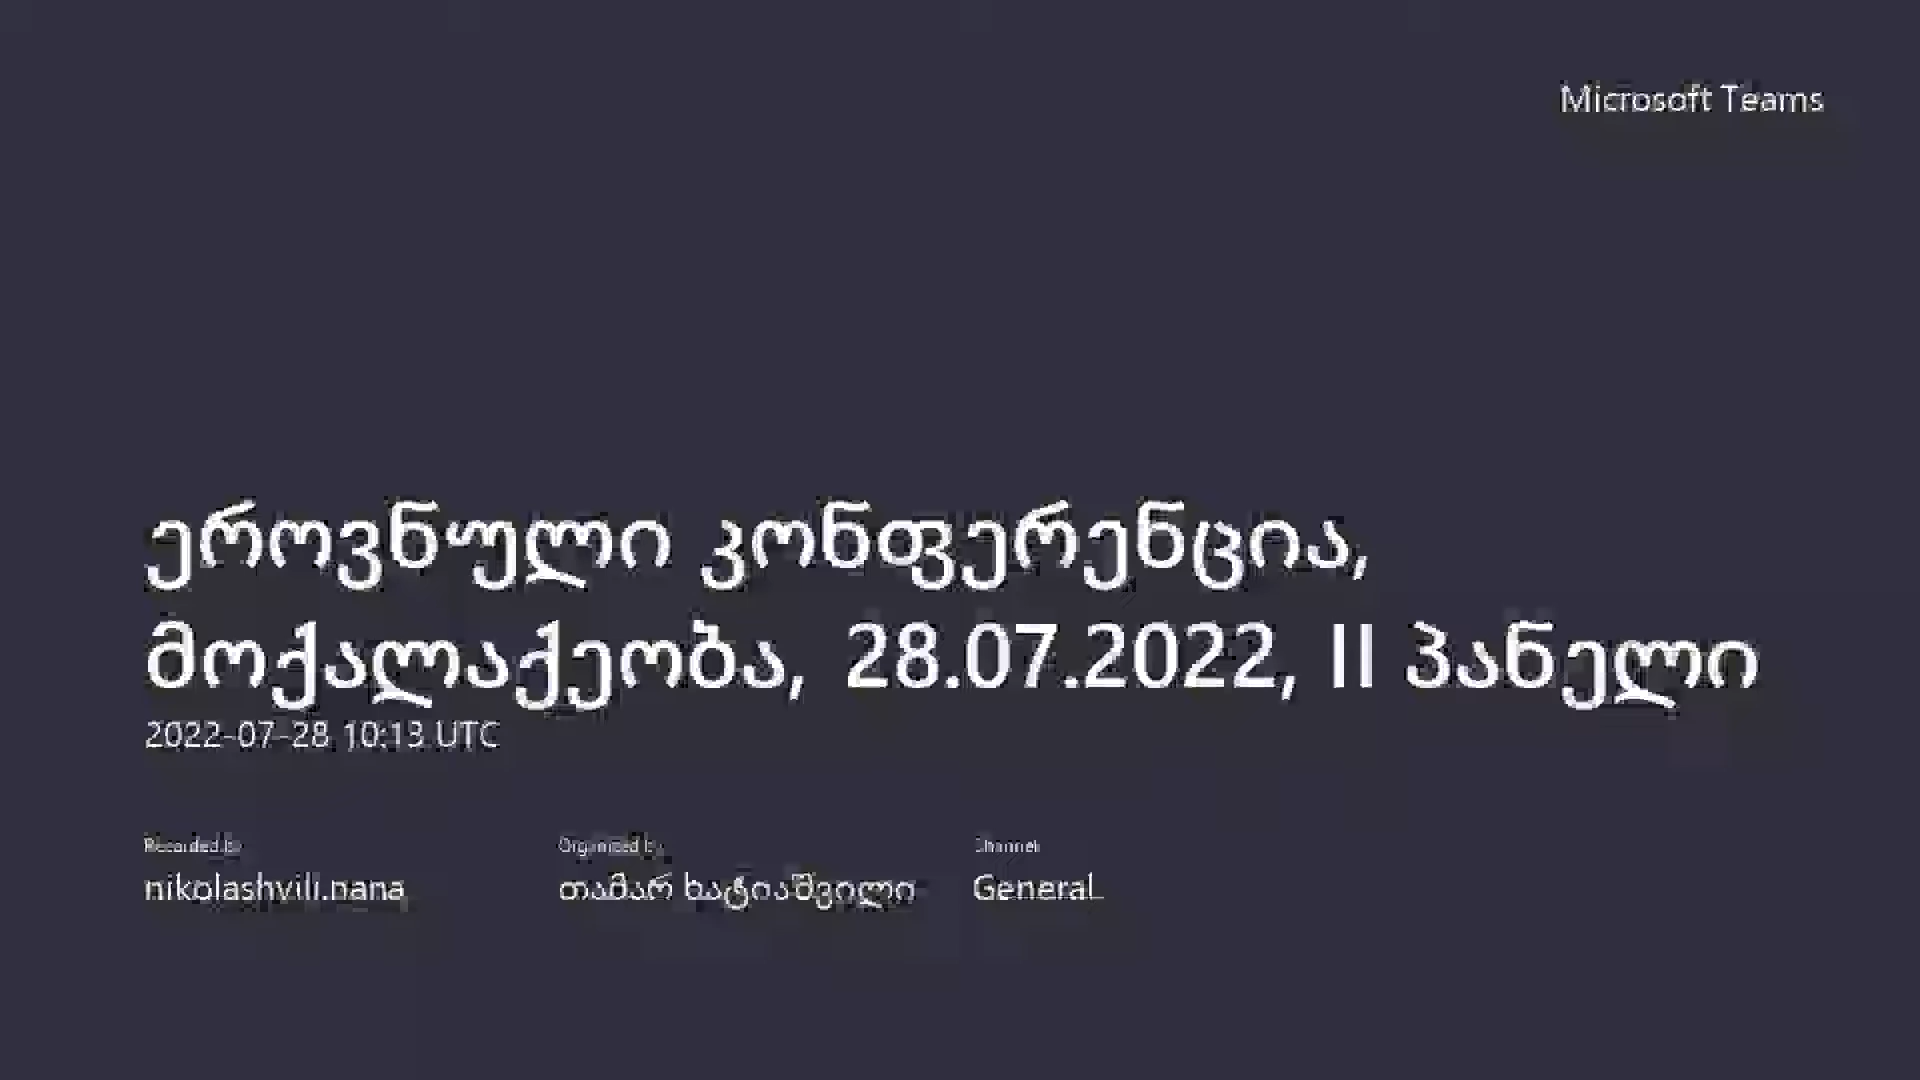 Microsoft Teams
ეროვნული კონფერენცია,
მოქალაქეობა, 28.07.2022, II პანელი
2022-07-28 10:13 UTC
Recorded by
Organized by
Channel
nikolashvili.nana
თამარ ხატიაშვილი
General